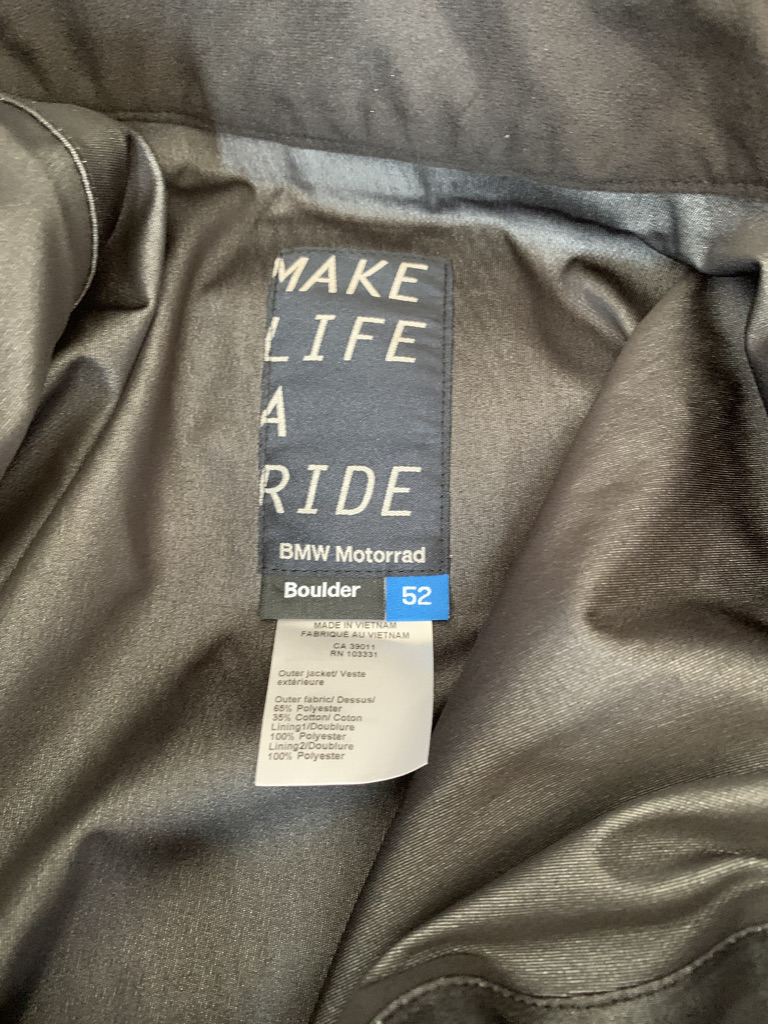 MAKE
LIFE
A
RIDE
BMW Motorrad
Boulder 52
MADE IN VIETNAM
FABRIQUÉ AU VIETNAM
CA 39011
RN 103331
Outer jacket/ Veste
extérieure
Outer fabric/ Dessus/
65% Polyester
35% Cotton/ Coton
Lining1/Doublure
100% Polyester
Lining2/Doublure
100% Polyester